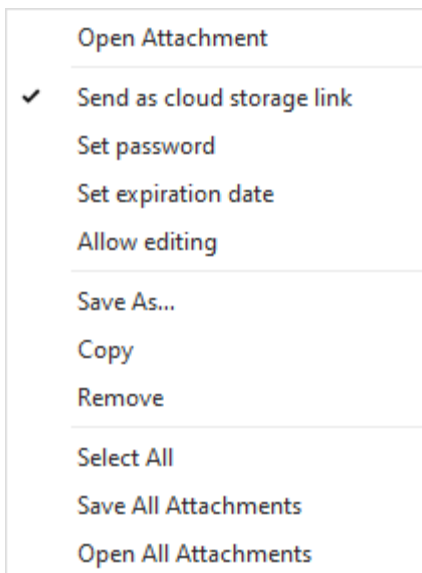 Open Attachment
Send as cloud storage link
Set password
Set expiration date
Allow editing
Save As...
Copy
Remove
Select All
Save All Attachments
Open All Attachments